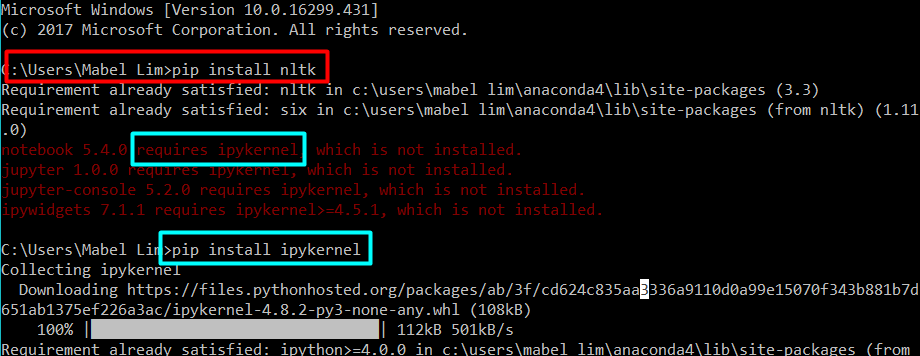 Microsoft Windows [Version 10.0.16299.431]
(c) 2017 Microsoft Corporation. All rights reserved.
C:\Users\Mabel Lim>pip install nltk
Requirement already satisfied: nltk in c:\users\mabel lim\anaconda4\lib\site-packages (3.3)
Requirement already satisfied: six in c:\users\mabel lim\anaconda4\lib\site-packages (from nltk) (1.11
.0)
notebook 5.4.0 requires ipykernel, which is not installed.
jupyter 1.0.0 requires ipykernel, which is not installed.
jupyter-console 5.2.0 requires ipykernel, which is not installed.
ipywidgets 7.1.1 requires ipykernel>=4.5.1, which is not installed.
C:\Users\Mabel Lim>pip install ipykernel
Collecting ipykernel
Downloading https://files.pythonhosted.org/packages/ab/3f/cd624c835aa3336a9110d0a99e15070f343b881b7d
651ab1375ef226a3ac/ipykernel-4.8.2-py3-none-any.whl (108kB)
100% |████████████████████████████████| 112kB 501kB/s
Requirement already satisfied: ipython>=4.0.0 in c:\users\mabel lim\anaconda4\lib\site-packages (from